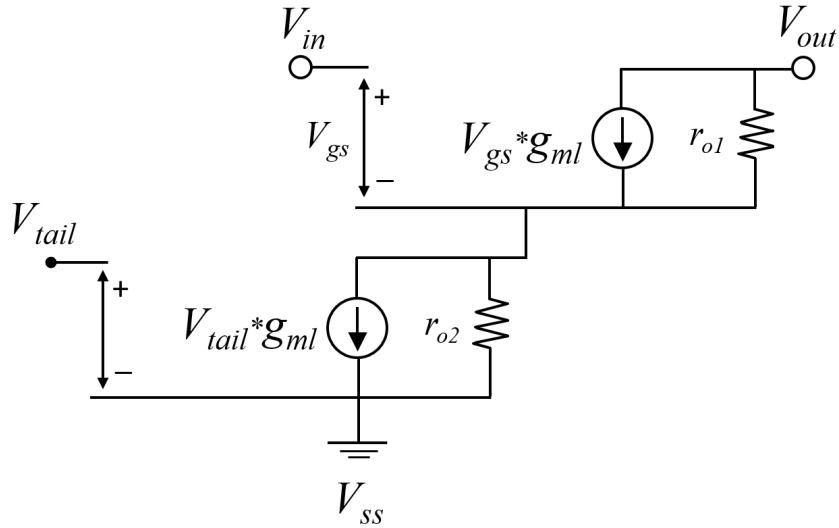 V_in
V_out
+
V_gs
V_gs*g_ml
r_o1
−
V_tail
+
V_tail*g_ml
r_o2
−
V_ss